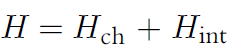 H = H_ch + H_int